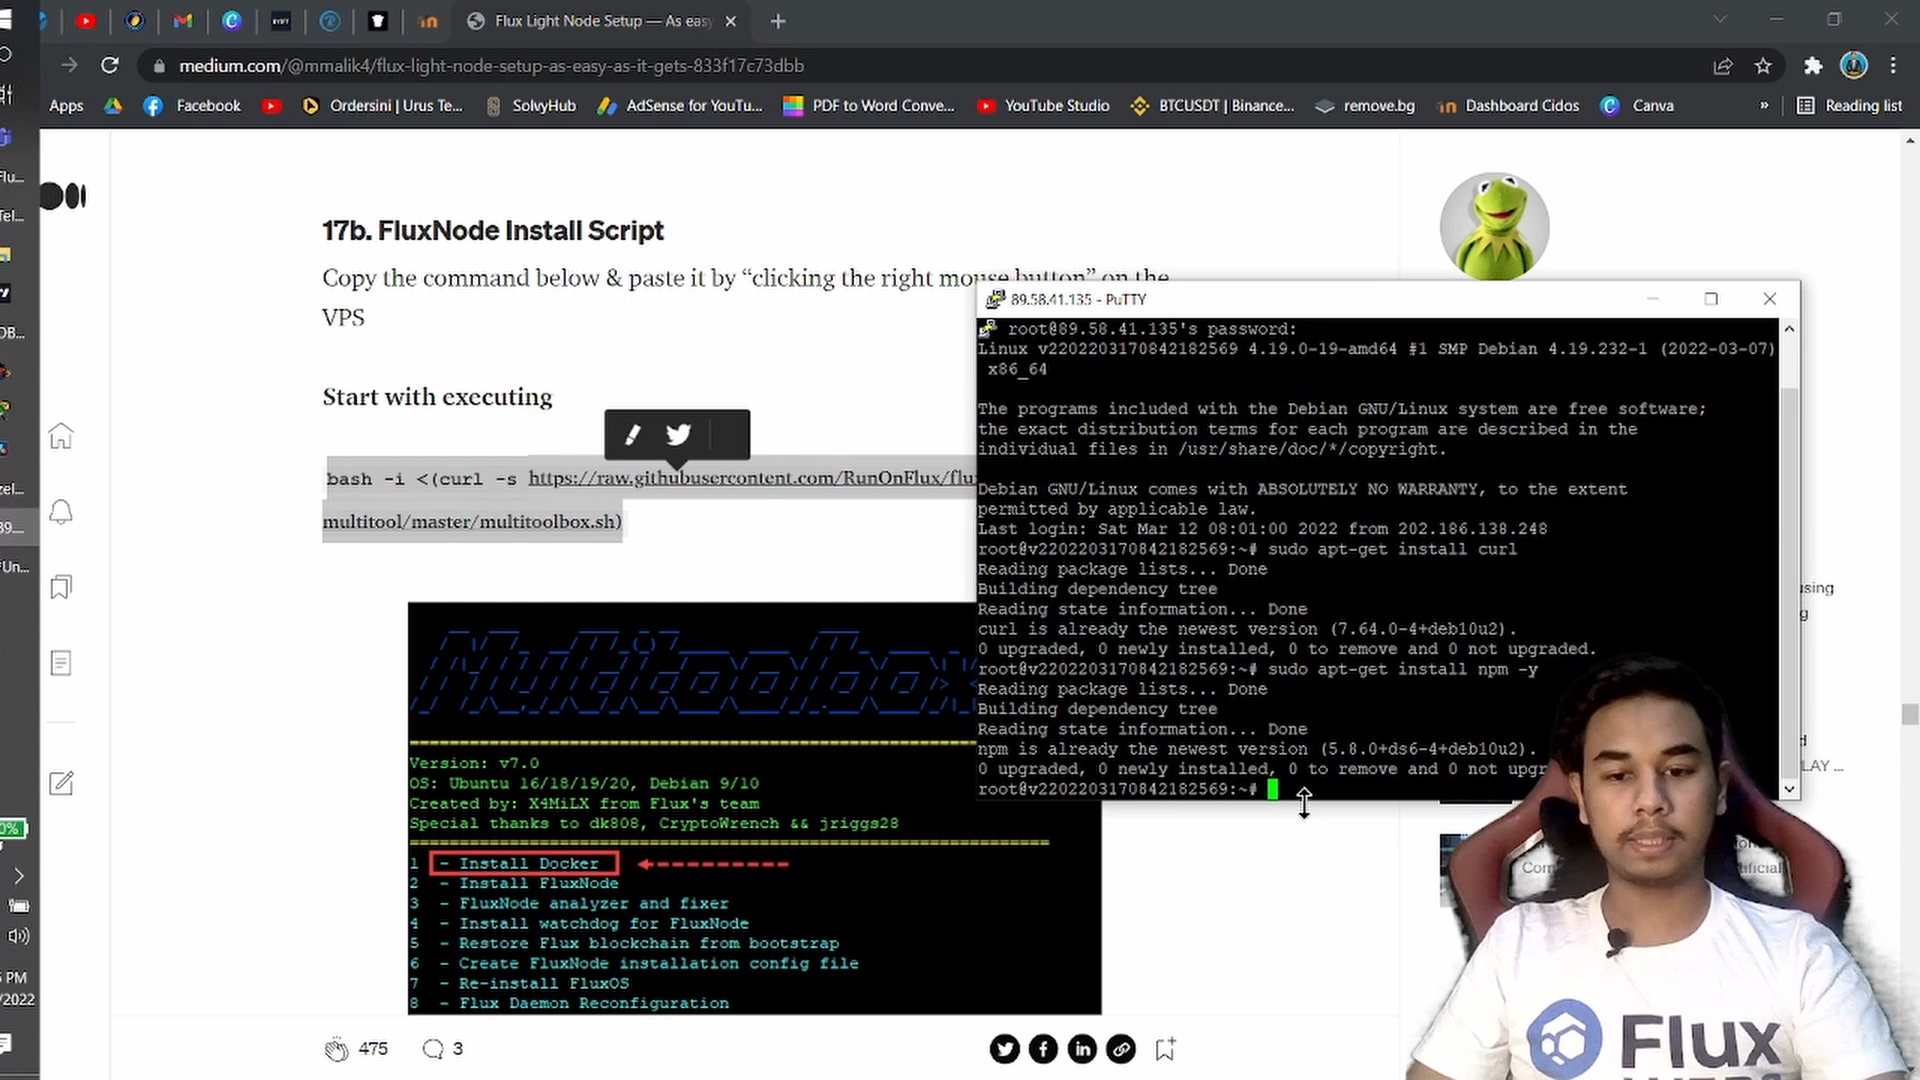 Flux Light Node Setup — As easy
medium.com/@mmalik4/flux-light-node-setup-as-easy-as-it-gets-833f17c73dbb
Apps
Facebook
Ordersini | Urus Te...
SolvyHub
AdSense for YouTu...
PDF to Word Conve...
YouTube Studio
BTCUSDT | Binance...
remove.bg
Dashboard Cidos
Canva
»
Reading list
17b. FluxNode Install Script
Copy the command below & paste it by “clicking the right mouse button” on the
VPS
Start with executing
bash -i <(curl -s https://raw.githubusercontent.com/RunOnFlux/flu
multitool/master/multitoolbox.sh)
Multitoolbox
Version: v7.0
OS: Ubuntu 16/18/19/20, Debian 9/10
Created by: X4MiLX from Flux's team
Special thanks to dk808, CryptoWrench && jriggs28
1 - Install Docker
2 - Install FluxNode
3 - FluxNode analyzer and fixer
4 - Install watchdog for FluxNode
5 - Restore Flux blockchain from bootstrap
6 - Create FluxNode installation config file
7 - Re-install FluxOS
8 - Flux Daemon Reconfiguration
475
3
89.58.41.135 - PuTTY
root@89.58.41.135's password:
Linux v2202203170842182569 4.19.0-19-amd64 #1 SMP Debian 4.19.232-1 (2022-03-07)
x86_64
The programs included with the Debian GNU/Linux system are free software;
the exact distribution terms for each program are described in the
individual files in /usr/share/doc/*/copyright.
Debian GNU/Linux comes with ABSOLUTELY NO WARRANTY, to the extent
permitted by applicable law.
Last login: Sat Mar 12 08:01:00 2022 from 202.186.138.248
root@v2202203170842182569:~# sudo apt-get install curl
Reading package lists... Done
Building dependency tree
Reading state information... Done
curl is already the newest version (7.64.0-4+deb10u2).
0 upgraded, 0 newly installed, 0 to remove and 0 not upgraded.
root@v2202203170842182569:~# sudo apt-get install npm -y
Reading package lists... Done
Building dependency tree
Reading state information... Done
npm is already the newest version (5.8.0+ds6-4+deb10u2).
0 upgraded, 0 newly installed, 0 to remove and 0 not upgr
root@v2202203170842182569:~#
Flux